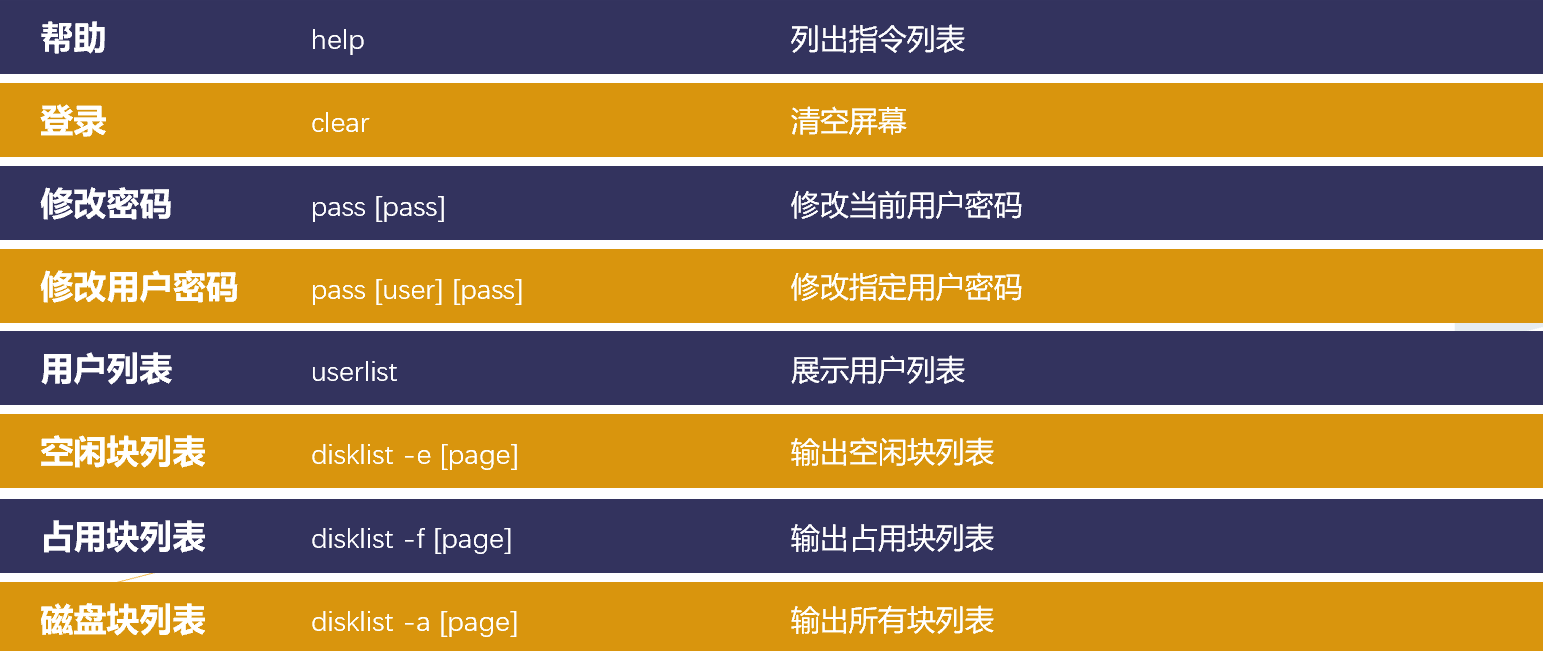 帮助 help 列出指令列表
登录 clear 清空屏幕
修改密码 pass [pass] 修改当前用户密码
修改用户密码 pass [user] [pass] 修改指定用户密码
用户列表 userlist 展示用户列表
空闲块列表 disklist -e [page] 输出空闲块列表
占用块列表 disklist -f [page] 输出占用块列表
磁盘块列表 disklist -a [page] 输出所有块列表